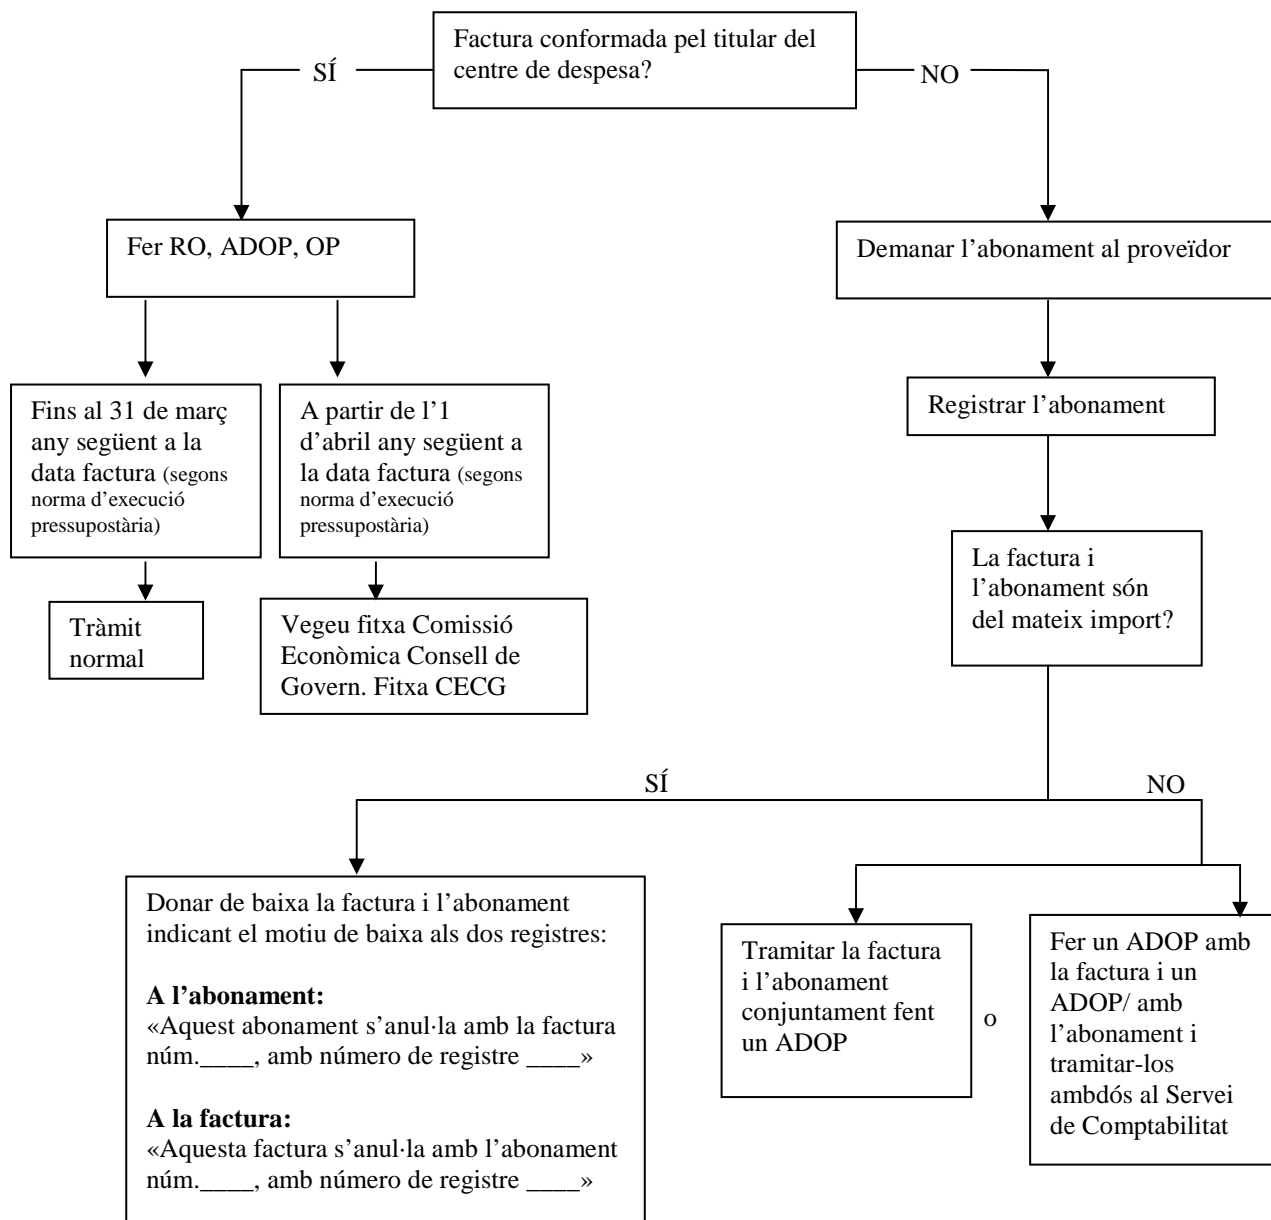 Factura conformada pel titular del
centre de despesa?
SÍ
NO
Fer RO, ADOP, OP
Demanar l’abonament al proveïdor
Fins al 31 de març
any següent a la
data factura (segons
norma d’execució
pressupostària)
A partir de l’1
d’abril any següent a
la data factura (segons
norma d’execució
pressupostària)
Registrar l’abonament
Tràmit
normal
Vegeu fitxa Comissió
Econòmica Consell de
Govern. Fitxa CECG
La factura i
l’abonament són
del mateix import?
SÍ
NO
Donar de baixa la factura i l’abonament
indicant el motiu de baixa als dos registres:
A l’abonament:
«Aquest abonament s’anul·la amb la factura
núm.____, amb número de registre ____»
A la factura:
«Aquesta factura s’anul·la amb l’abonament
núm.____, amb número de registre ____»
Tramitar la factura
i l’abonament
conjuntament fent
un ADOP
o
Fer un ADOP amb
la factura i un
ADOP/ amb
l’abonament i
tramitar-los
ambdós al Servei
de Comptabilitat